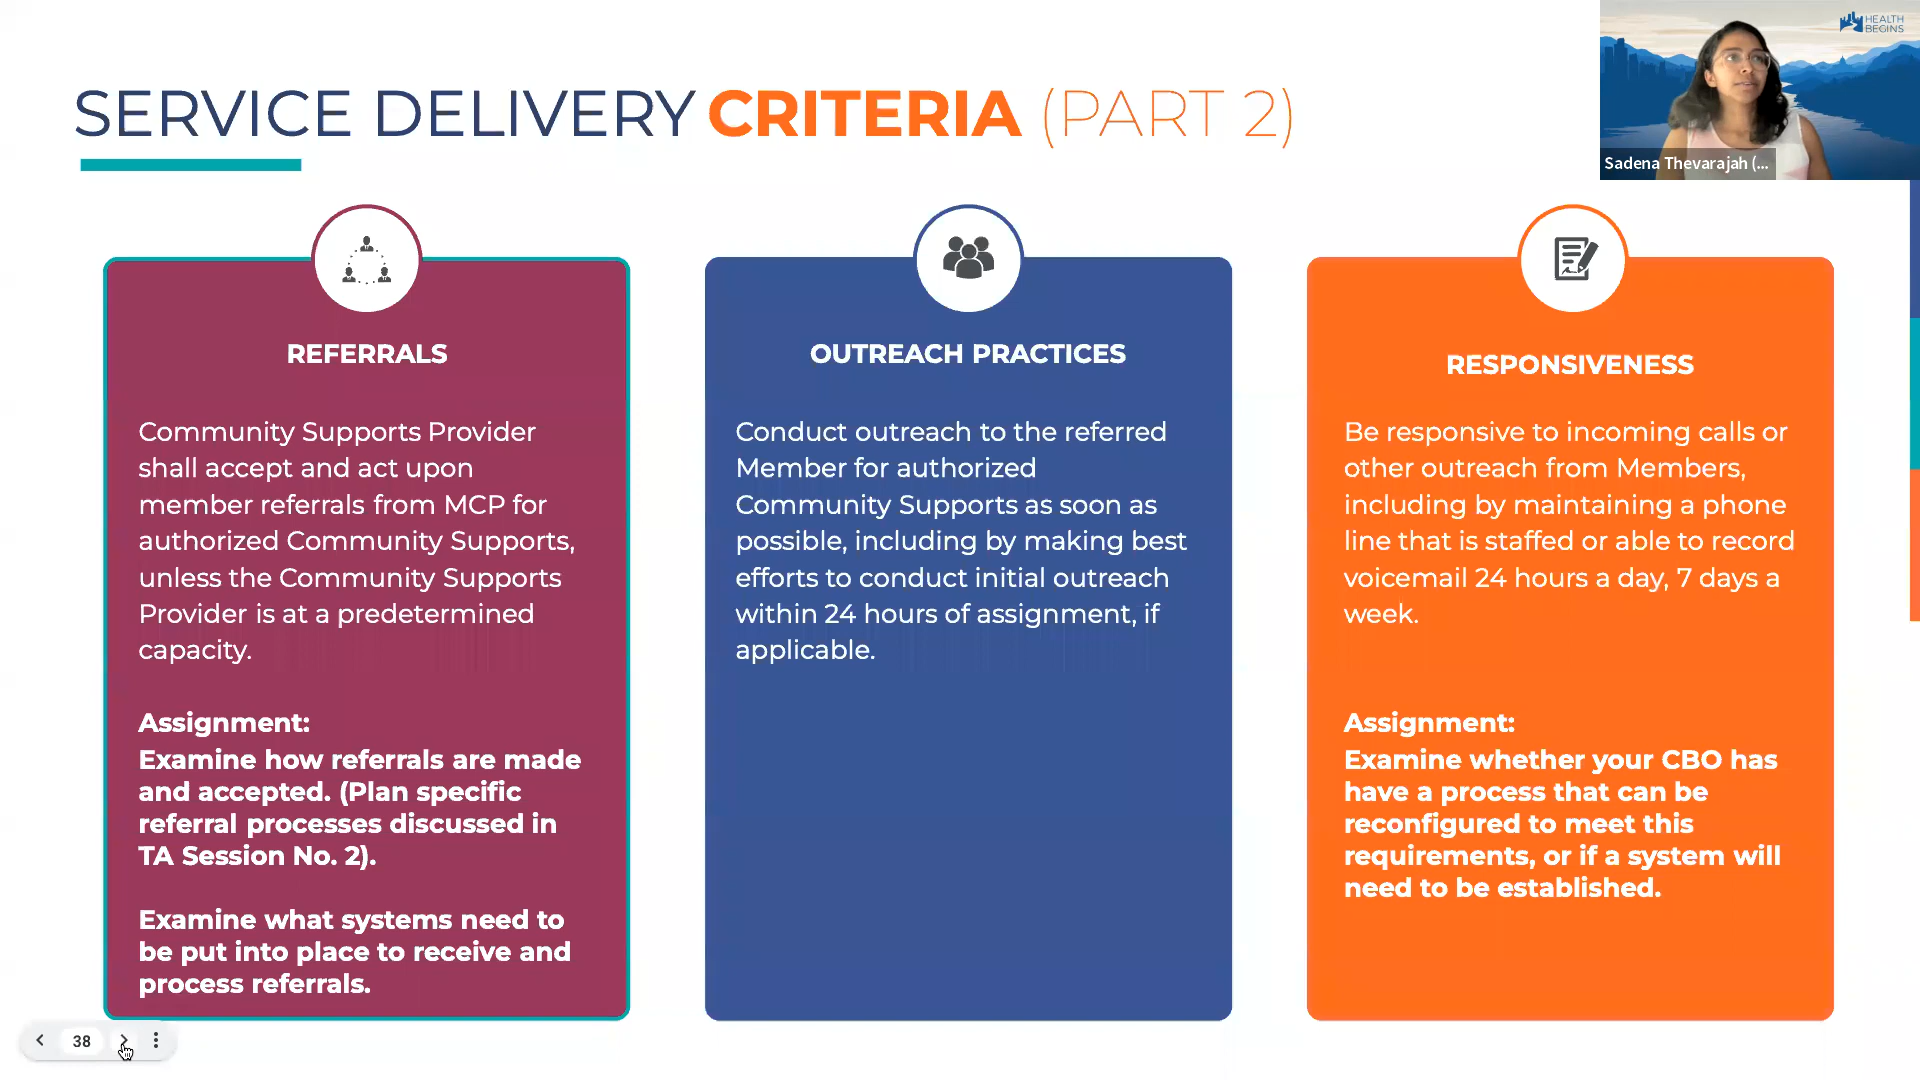 SERVICE DELIVERY CRITERIA (PART 2)
HEALTH
BEGINS
Sadena Thevarajah (...
REFERRALS
Community Supports Provider
shall accept and act upon
member referrals from MCP for
authorized Community Supports,
unless the Community Supports
Provider is at a predetermined
capacity.
Assignment:
Examine how referrals are made
and accepted. (Plan specific
referral processes discussed in
TA Session No. 2).
Examine what systems need to
be put into place to receive and
process referrals.
OUTREACH PRACTICES
Conduct outreach to the referred
Member for authorized
Community Supports as soon as
possible, including by making best
efforts to conduct initial outreach
within 24 hours of assignment, if
applicable.
RESPONSIVENESS
Be responsive to incoming calls or
other outreach from Members,
including by maintaining a phone
line that is staffed or able to record
voicemail 24 hours a day, 7 days a
week.
Assignment:
Examine whether your CBO has
have a process that can be
reconfigured to meet this
requirements, or if a system will
need to be established.
38